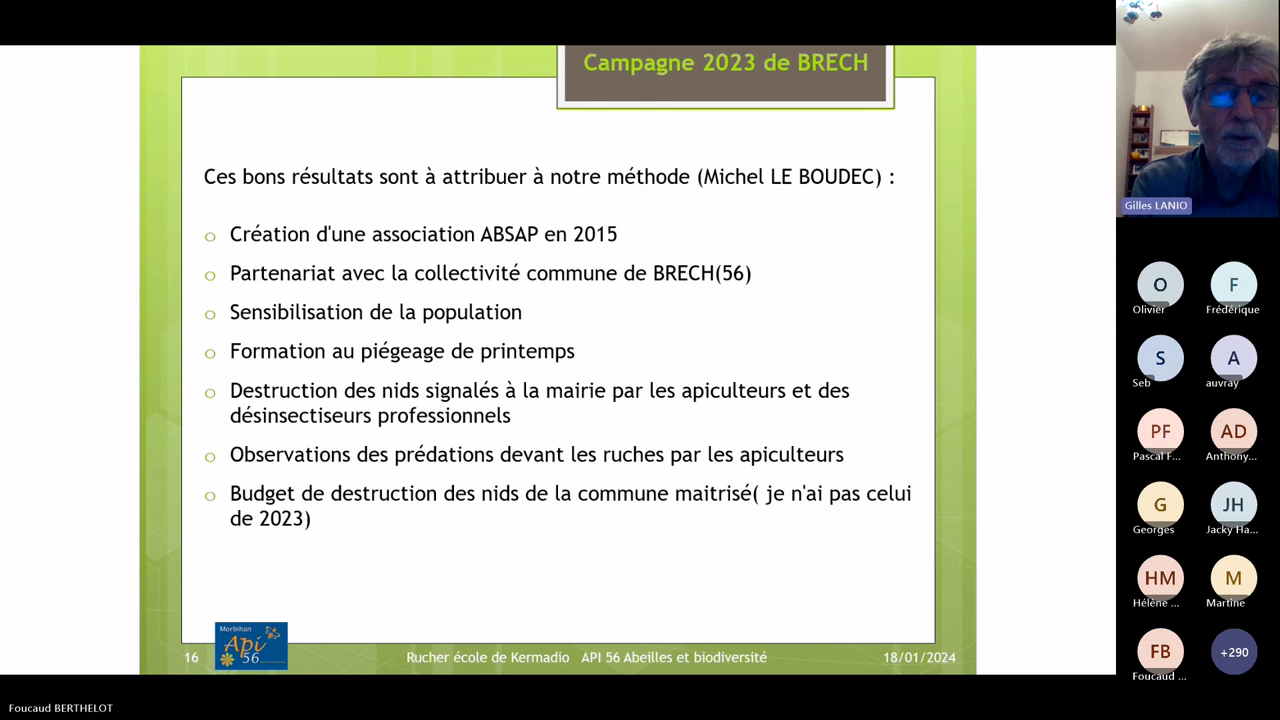 Campagne 2023 de BRECH
Ces bons résultats sont à attribuer à notre méthode (Michel LE BOUDEC) :
o Création d'une association ABSAP en 2015
o Partenariat avec la collectivité commune de BRECH(56)
o Sensibilisation de la population
o Formation au piégeage de printemps
o Destruction des nids signalés à la mairie par les apiculteurs et des
désinsectiseurs professionnels
o Observations des prédations devant les ruches par les apiculteurs
o Budget de destruction des nids de la commune maitrisé( je n'ai pas celui
de 2023)
Morbihan
Api
56
16
Rucher école de Kermadio API 56 Abeilles et biodiversité
18/01/2024
Gilles LANIO
O F
Olivier Frédérique
S A
Seb auvray
PF AD
Pascal F... Anthony...
G JH
Georges Jacky Ha...
HM M
Hélène ... Martine
FB +290
Foucaud ...
Foucaud BERTHELOT